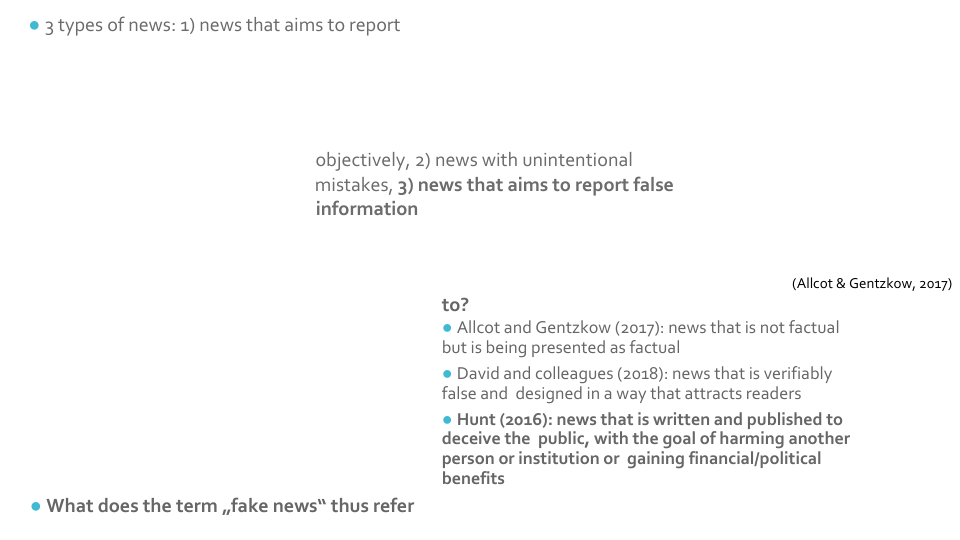 ● 3 types of news: 1) news that aims to report
objectively, 2) news with unintentional
mistakes, 3) news that aims to report false
information
(Allcot & Gentzkow, 2017)
● What does the term „fake news“ thus refer
to?
● Allcot and Gentzkow (2017): news that is not factual
but is being presented as factual
● David and colleagues (2018): news that is verifiably
false and designed in a way that attracts readers
● Hunt (2016): news that is written and published to
deceive the public, with the goal of harming another
person or institution or gaining financial/political
benefits